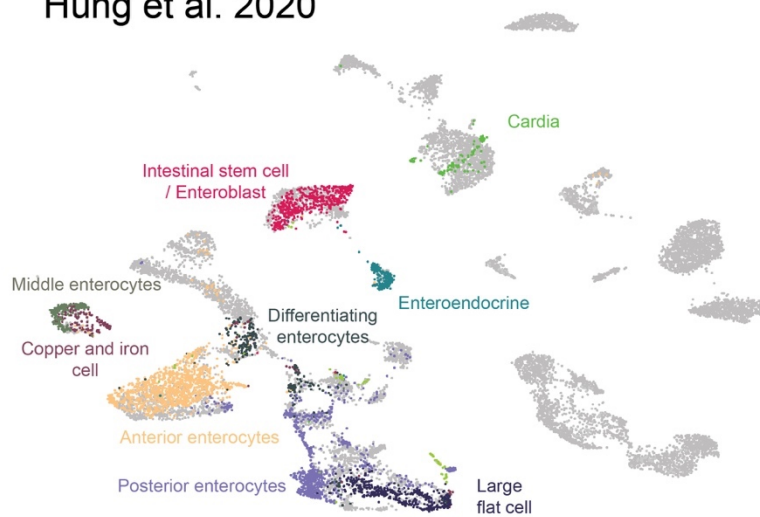 Hung et al. 2020
Cardia
Intestinal stem cell
/ Enteroblast
Middle enterocytes
Enteroendocrine
Differentiating
enterocytes
Copper and iron
cell
Anterior enterocytes
Posterior enterocytes
Large
flat cell